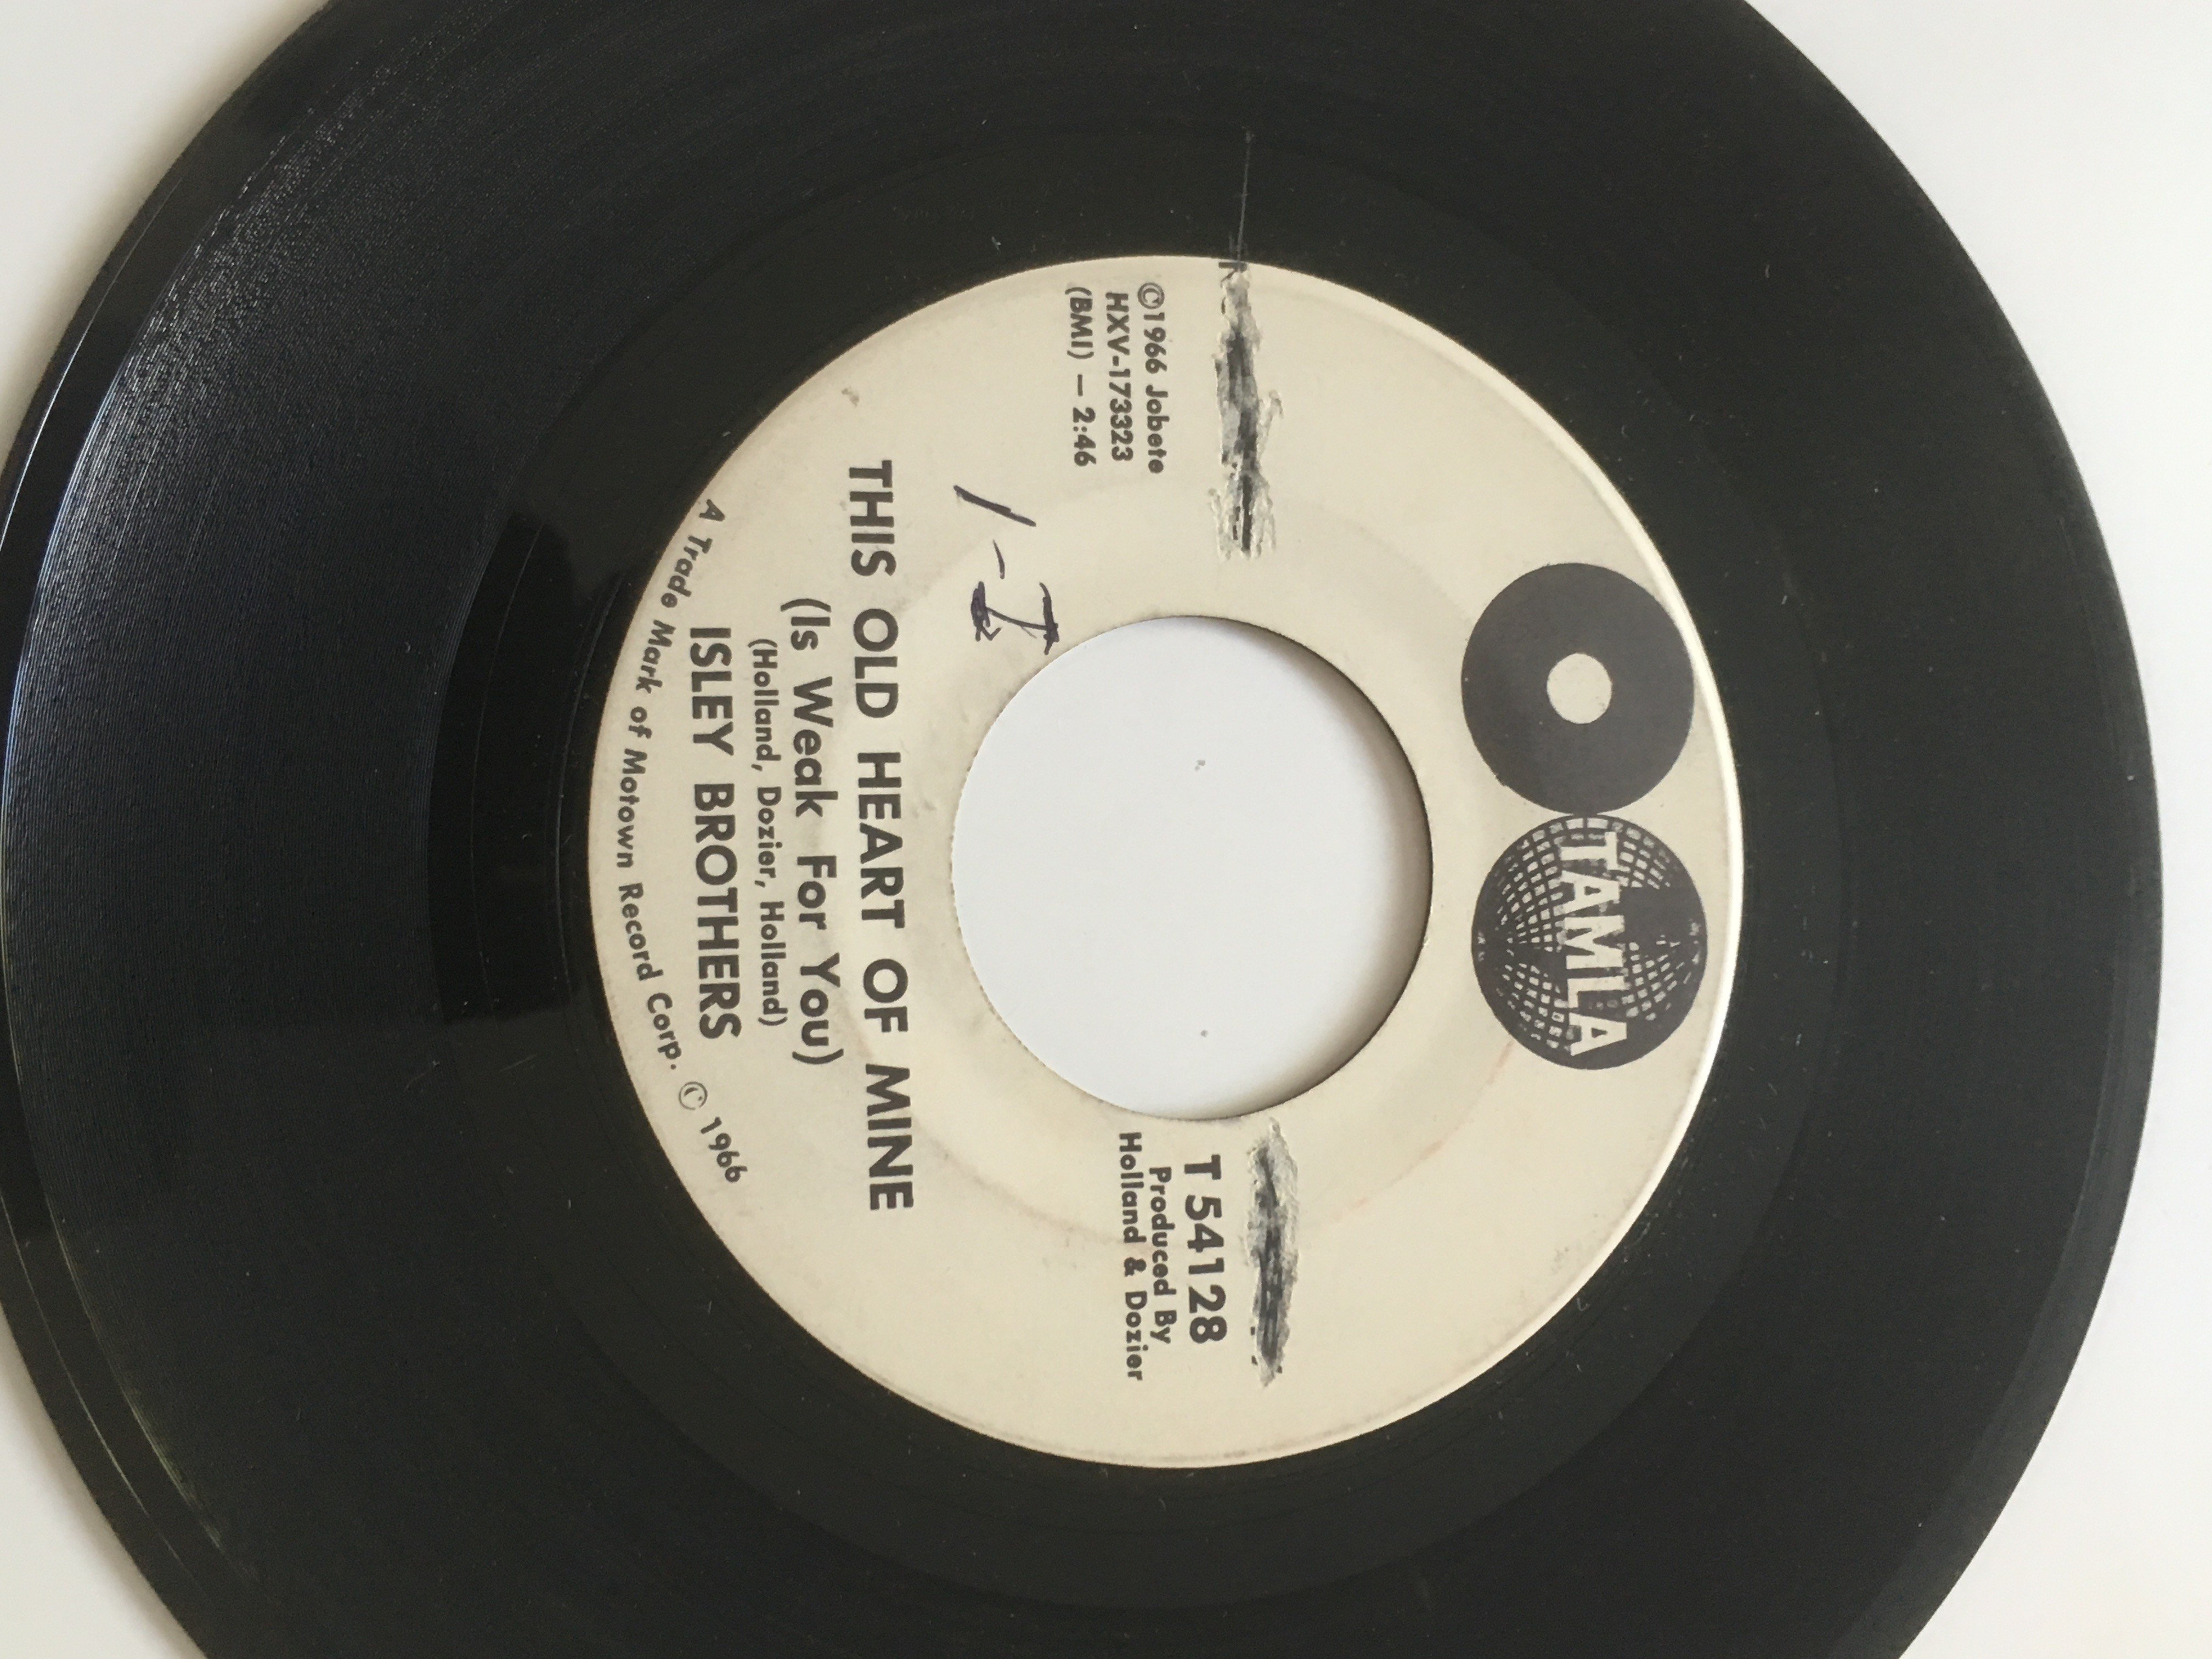 TAMLA
©1966 Jobete
HXV-173323
(BMI) — 2:46
T 54128
Produced By
Holland & Dozier
1-I
THIS OLD HEART OF MINE
(Is Weak For You)
(Holland, Dozier, Holland)
ISLEY BROTHERS
A Trade Mark of Motown Record Corp. © 1966